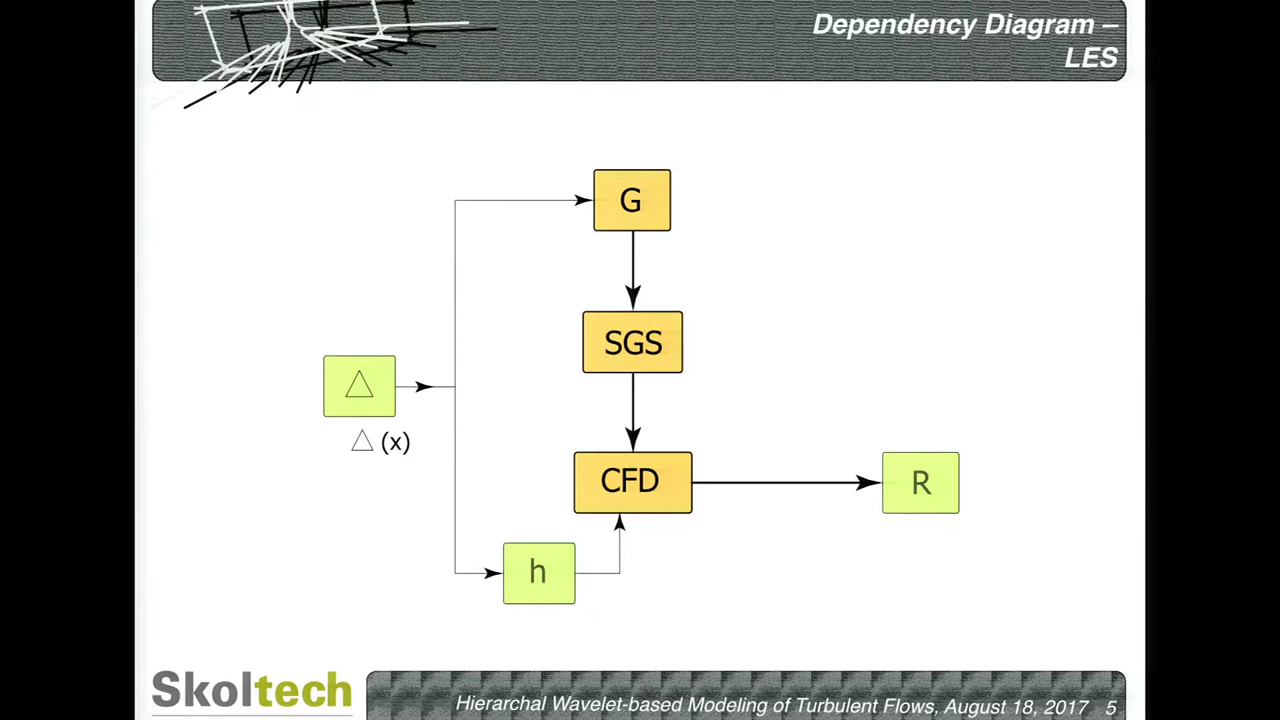 Dependency Diagram –
LES
G
SGS
△
△ (x)
CFD
R
h
Skoltech
Hierarchal Wavelet-based Modeling of Turbulent Flows, August 18, 2017 5